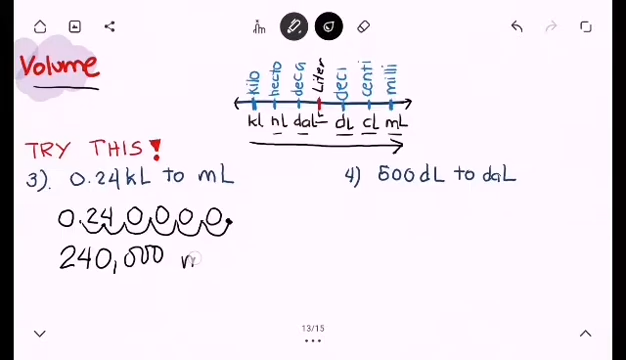 Volume
kilo hecto deca Liter deci centi milli
kL hL daL L dL cL mL
TRY THIS!
3). 0.24 kL to mL
4) 500 dL to daL
0.240000.
240,000
13/15